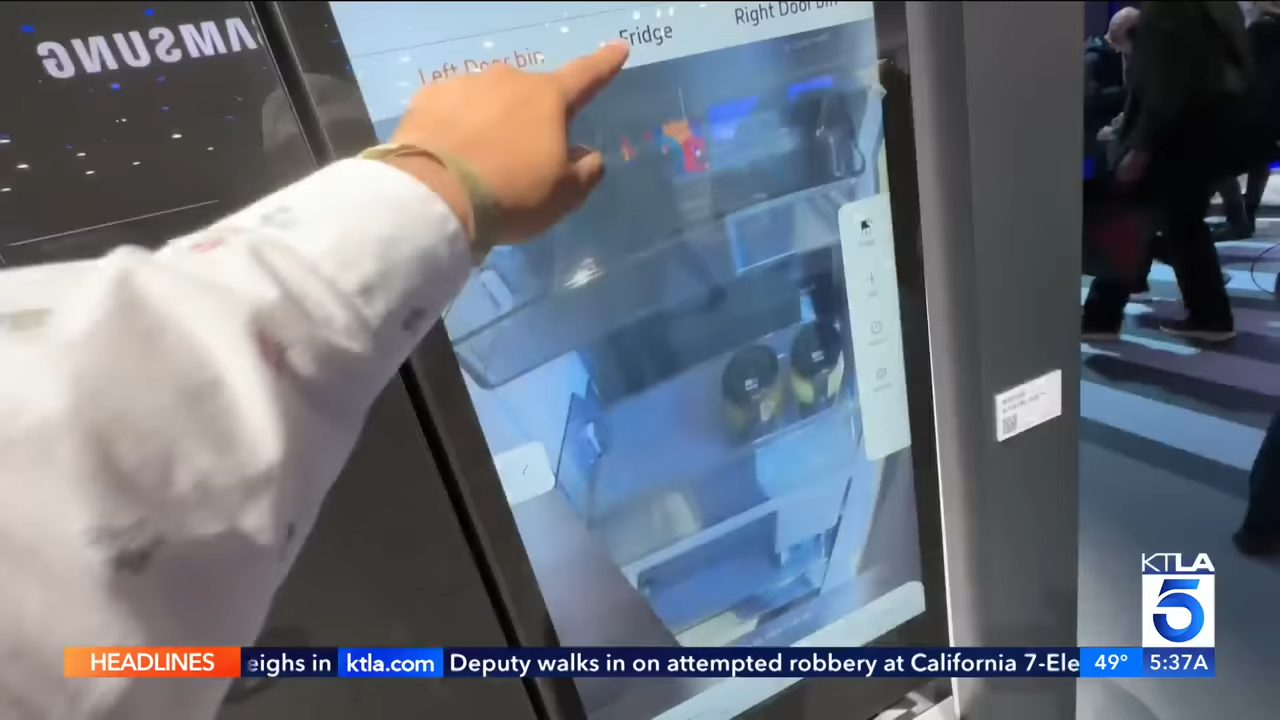 SAMSUNG
Left Door bin
Fridge
Right Door bin
KTLA
5
HEADLINES
eighs in ktla.com Deputy walks in on attempted robbery at California 7-Ele
49° 5:37A